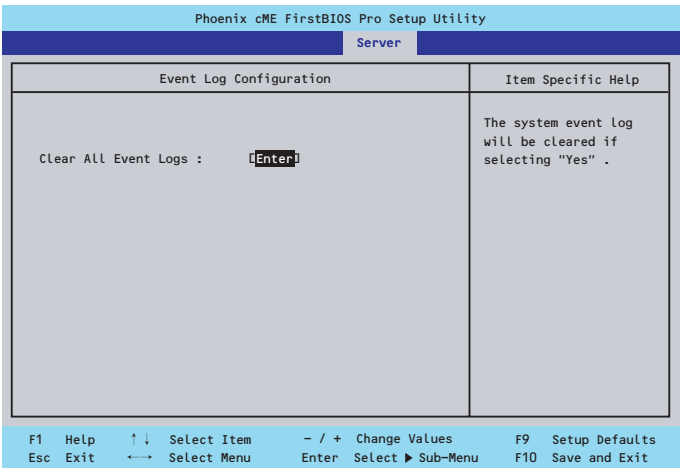 Phoenix cME FirstBIOS Pro Setup Utility
Server
Event Log Configuration
Item Specific Help
Clear All Event Logs : [Enter]
The system event log
will be cleared if
selecting "Yes" .
F1 Help ↑↓ Select Item - / + Change Values F9 Setup Defaults
Esc Exit ←→ Select Menu Enter Select ▶ Sub-Menu F10 Save and Exit